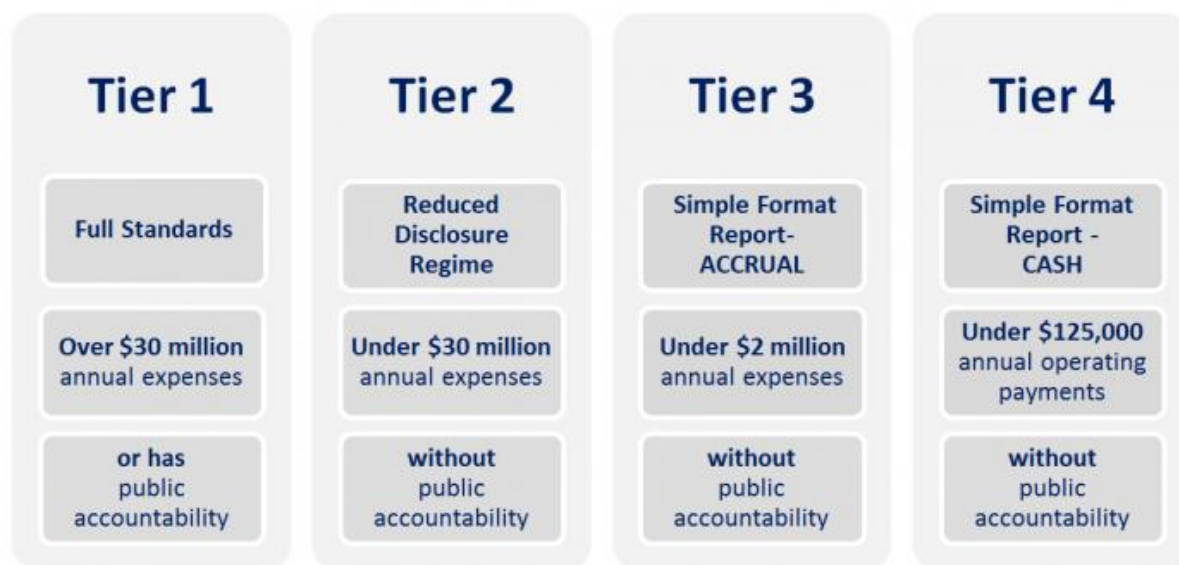 Tier 1
Full Standards
Over $30 million
annual expenses
or has
public
accountability
Tier 2
Reduced
Disclosure
Regime
Under $30 million
annual expenses
without
public
accountability
Tier 3
Simple Format
Report-
ACCRUAL
Under $2 million
annual expenses
without
public
accountability
Tier 4
Simple Format
Report -
CASH
Under $125,000
annual operating
payments
without
public
accountability